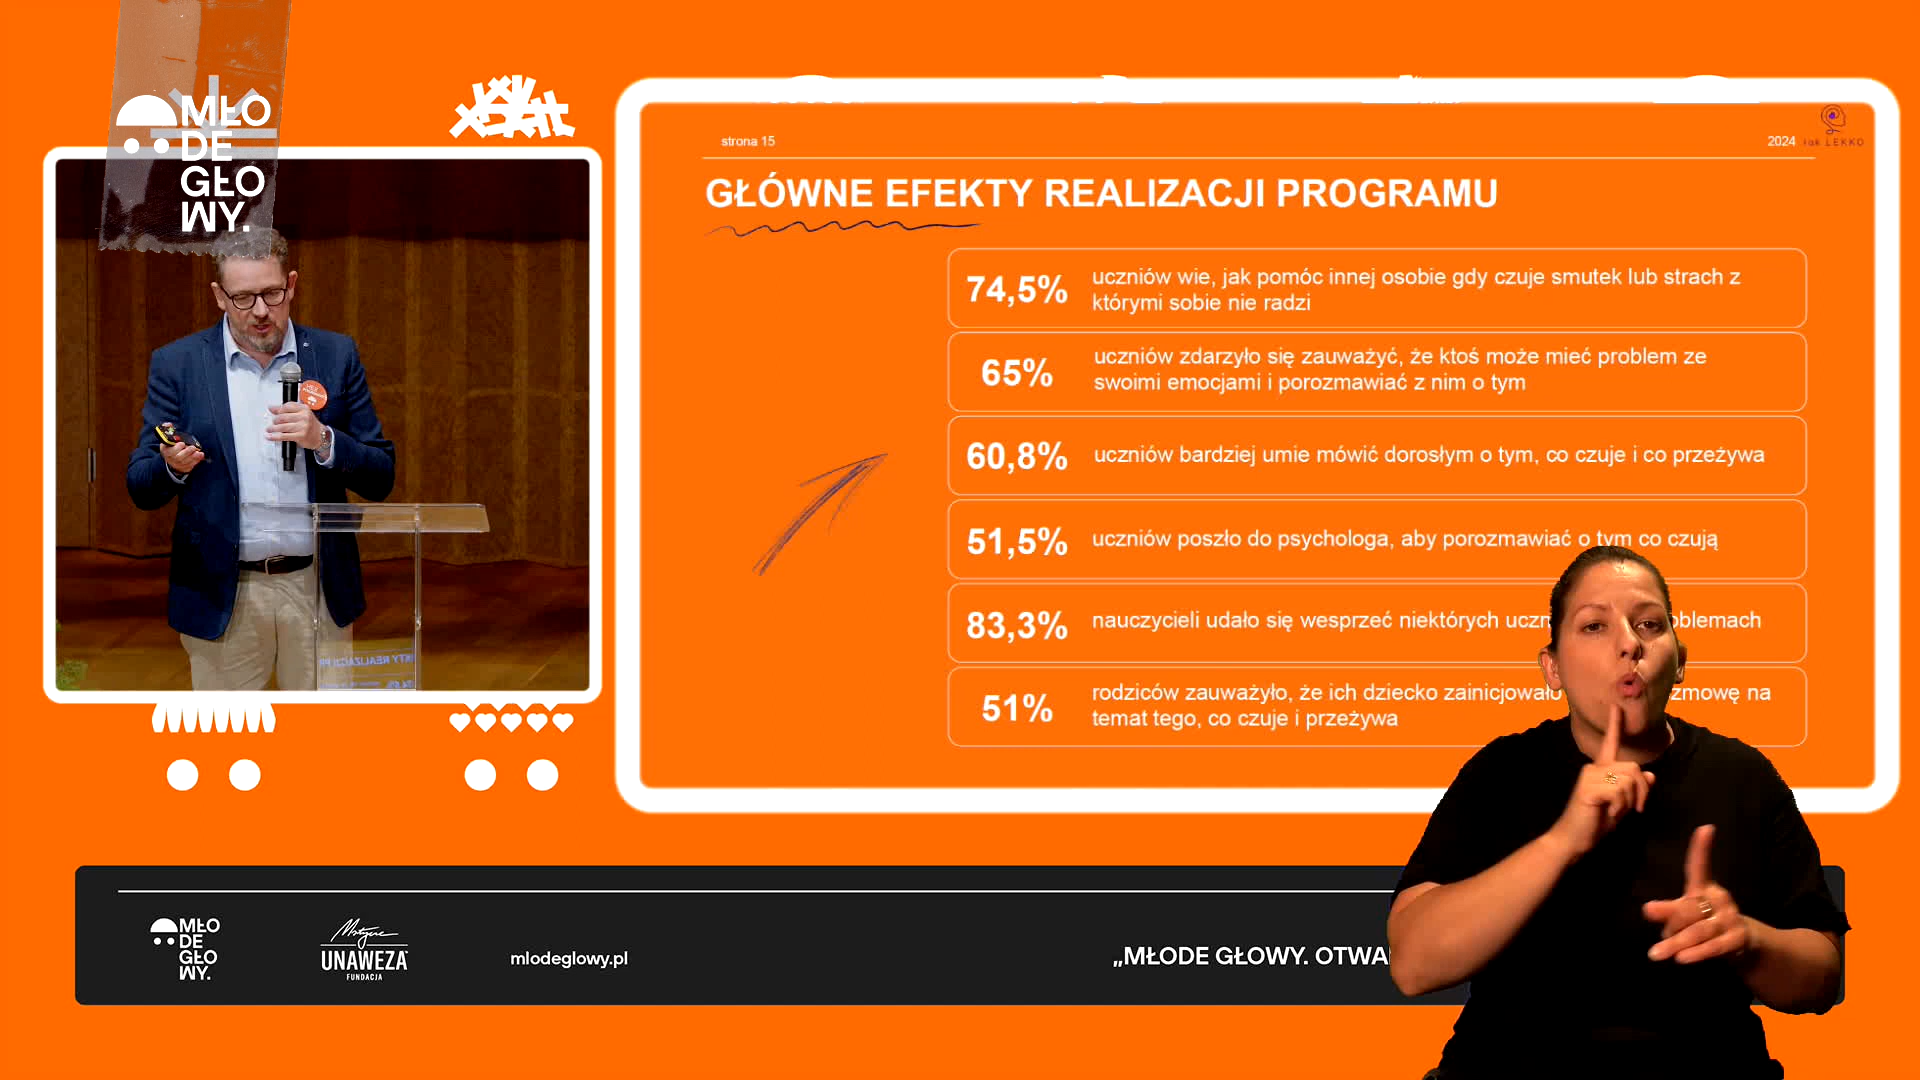 MŁO
DE
GŁO
WY.
strona 15
2024
tak LEKKO
GŁÓWNE EFEKTY REALIZACJI PROGRAMU
74,5%
uczniów wie, jak pomóc innej osobie gdy czuje smutek lub strach z
którymi sobie nie radzi
65%
uczniów zdarzyło się zauważyć, że ktoś może mieć problem ze
swoimi emocjami i porozmawiać z nim o tym
60,8%
uczniów bardziej umie mówić dorosłym o tym, co czuje i co przeżywa
51,5%
uczniów poszło do psychologa, aby porozmawiać o tym co czują
83,3%
nauczycieli udało się wesprzeć niektórych uczn oblemach
51%
rodziców zauważyło, że ich dziecko zainicjowało zmowę na
temat tego, co czuje i przeżywa
MŁO
DE
GŁO
WY.
Martyna
UNAWEZA
FUNDACJA
mlodeglowy.pl
„MŁODE GŁOWY. OTWA